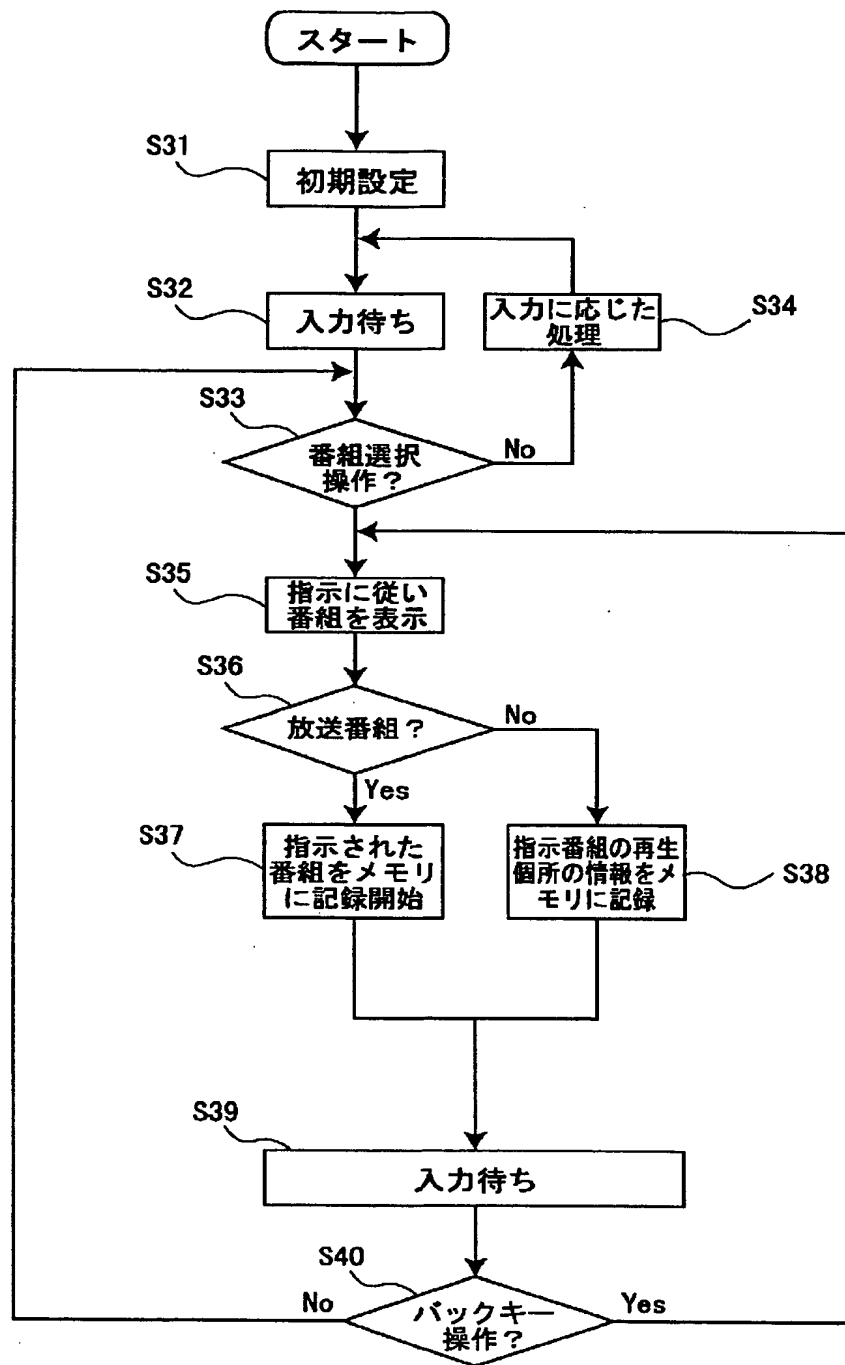 スタート
S31
初期設定
S32
入力待ち
入力に応じた
処理
S34
S33
番組選択
操作？
No
S35
指示に従い
番組を表示
S36
放送番組？
No
Yes
S37
指示された
番組をメモリ
に記録開始
指示番組の再生
個所の情報をメ
モリに記録
S38
S39
入力待ち
S40
No
バックキー
操作？
Yes